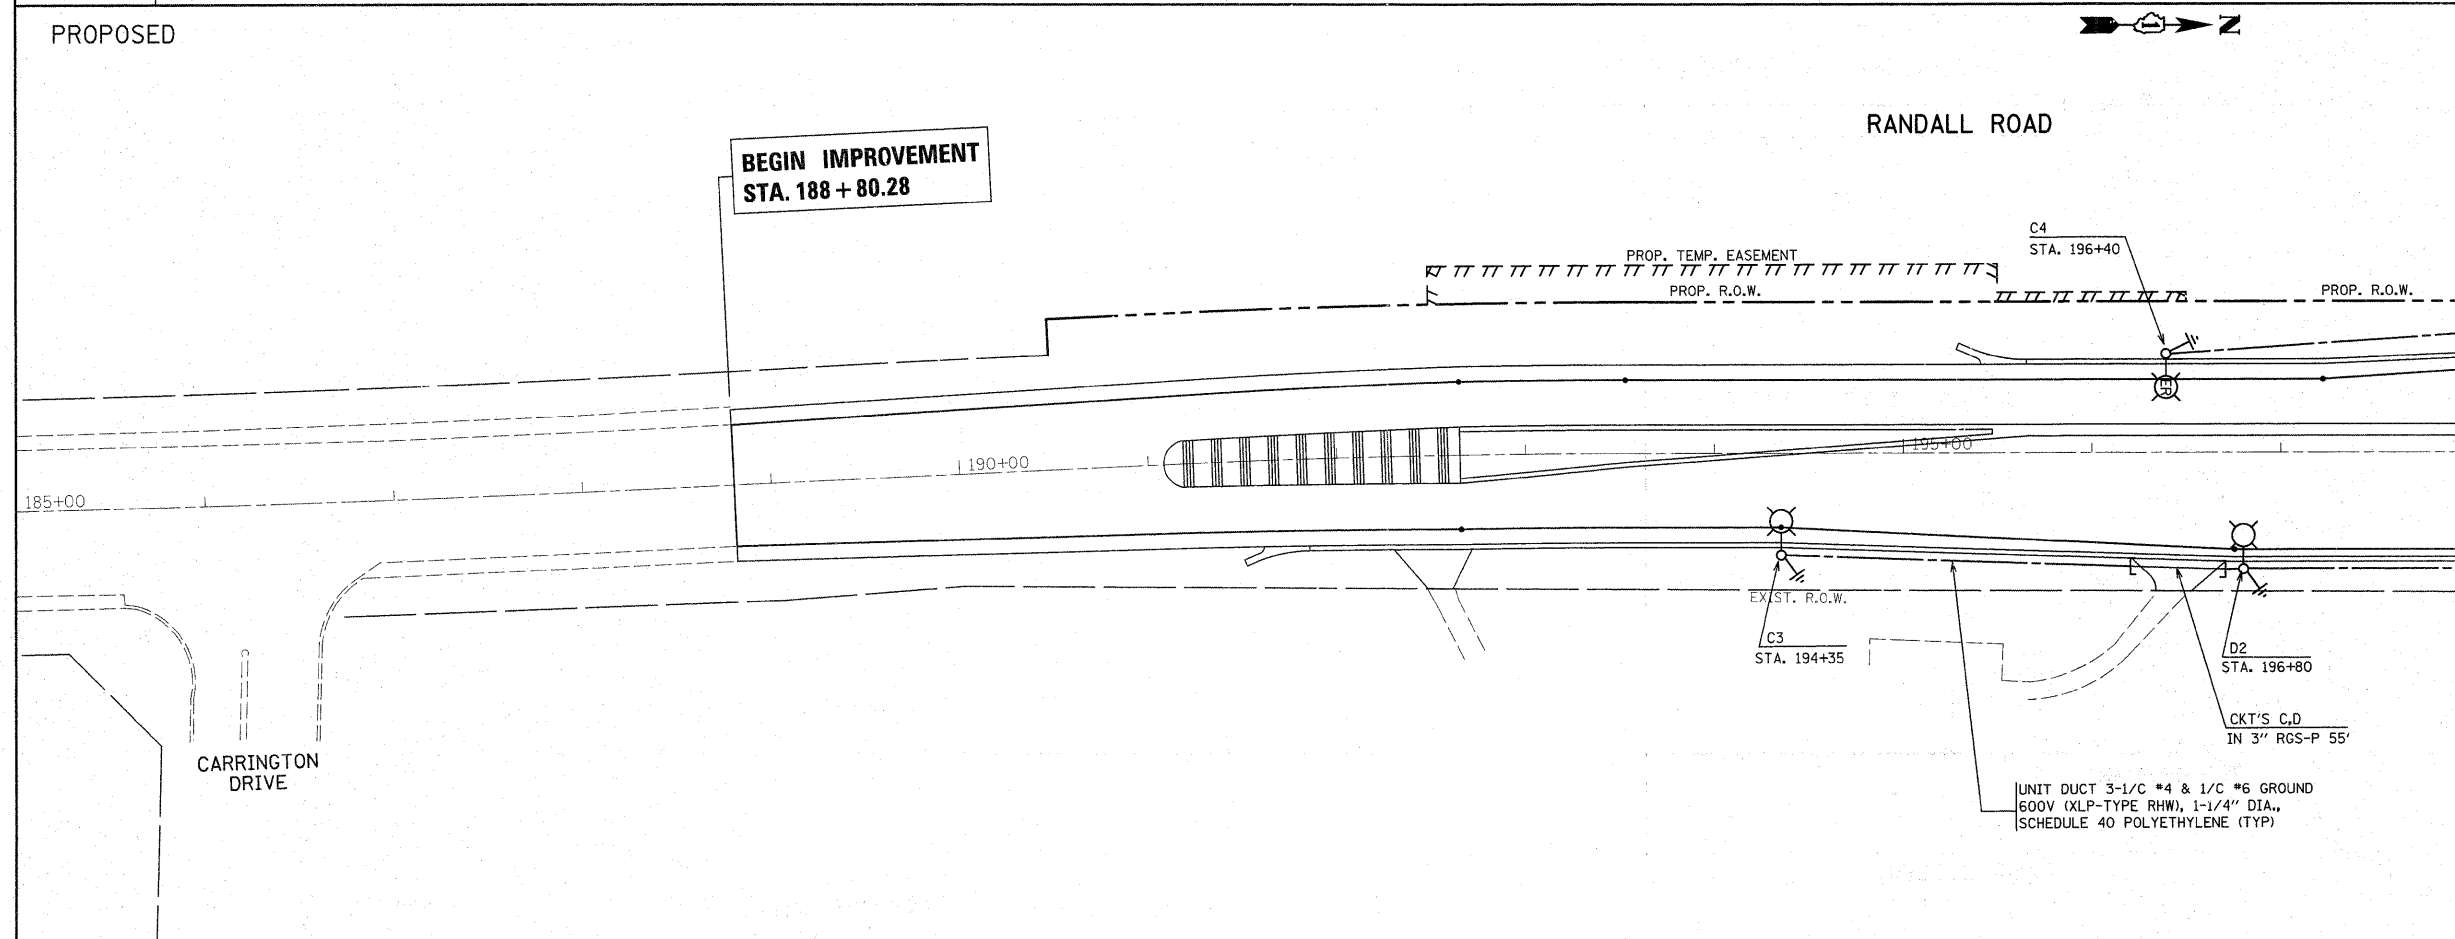 PROPOSED
N
RANDALL ROAD
BEGIN IMPROVEMENT
STA. 188 + 80.28
C4
STA. 196+40
PROP. TEMP. EASEMENT
PROP. R.O.W.
PROP. R.O.W.
ER
190+00
195+00
185+00
EXIST. R.O.W.
C3
STA. 194+35
D2
STA. 196+80
CKT'S C,D
IN 3" RGS-P 55'
CARRINGTON
DRIVE
UNIT DUCT 3-1/C #4 & 1/C #6 GROUND
600V (XLP-TYPE RHW), 1-1/4" DIA.,
SCHEDULE 40 POLYETHYLENE (TYP)